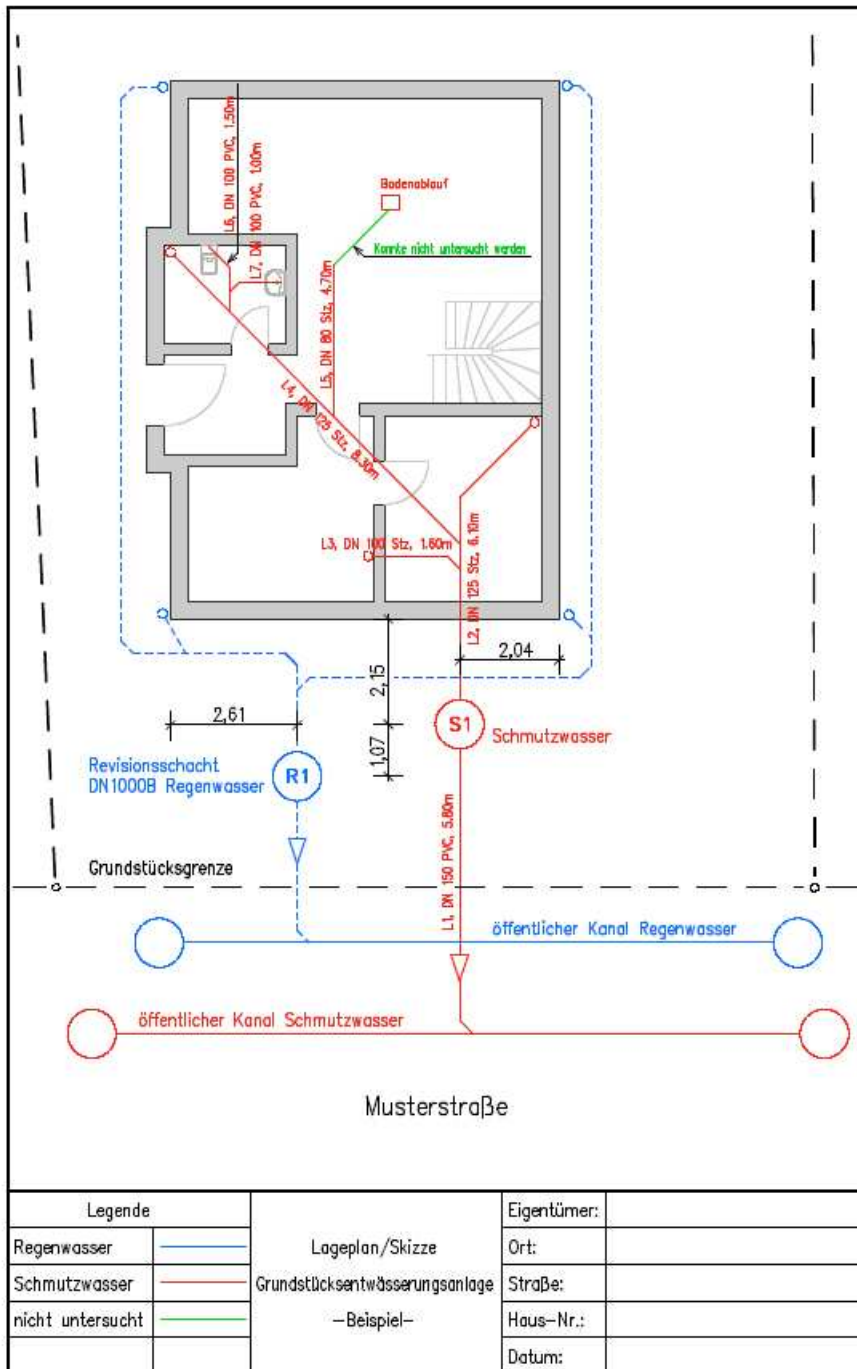 L6, DN 100 PVC, 1.50m
L7, DN 100 PVC, 1.00m
Bodenablauf
Konnte nicht untersucht werden
L5, DN 80 Stz, 4.70m
L4, DN 125 Stz, 8.30m
L3, DN 100 Stz, 1.60m
L2, DN 125 Stz, 6.10m
2,04
2,15
2,61
1,07
S1
Schmutzwasser
Revisionsschacht
DN1000B Regenwasser
R1
L1, DN 150 PVC, 5.80m
Grundstücksgrenze
öffentlicher Kanal Regenwasser
öffentlicher Kanal Schmutzwasser
Musterstraße
Legende
Regenwasser
Schmutzwasser
nicht untersucht
Lageplan/Skizze
Grundstücksentwässerungsanlage
-Beispiel-
Eigentümer:
Ort:
Straße:
Haus-Nr.:
Datum: